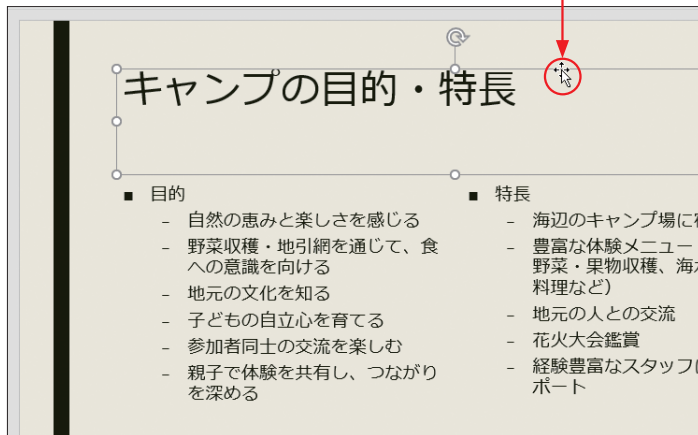 キャンプの目的・特長
■ 目的
– 自然の恵みと楽しさを感じる
– 野菜収穫・地引網を通じて、食
への意識を向ける
– 地元の文化を知る
– 子どもの自立心を育てる
– 参加者同士の交流を楽しむ
– 親子で体験を共有し、つながり
を深める
■ 特長
– 海辺のキャンプ場に
– 豊富な体験メニュー
野菜・果物収穫、海
料理など）
– 地元の人との交流
– 花火大会鑑賞
– 経験豊富なスタッフ
ポート